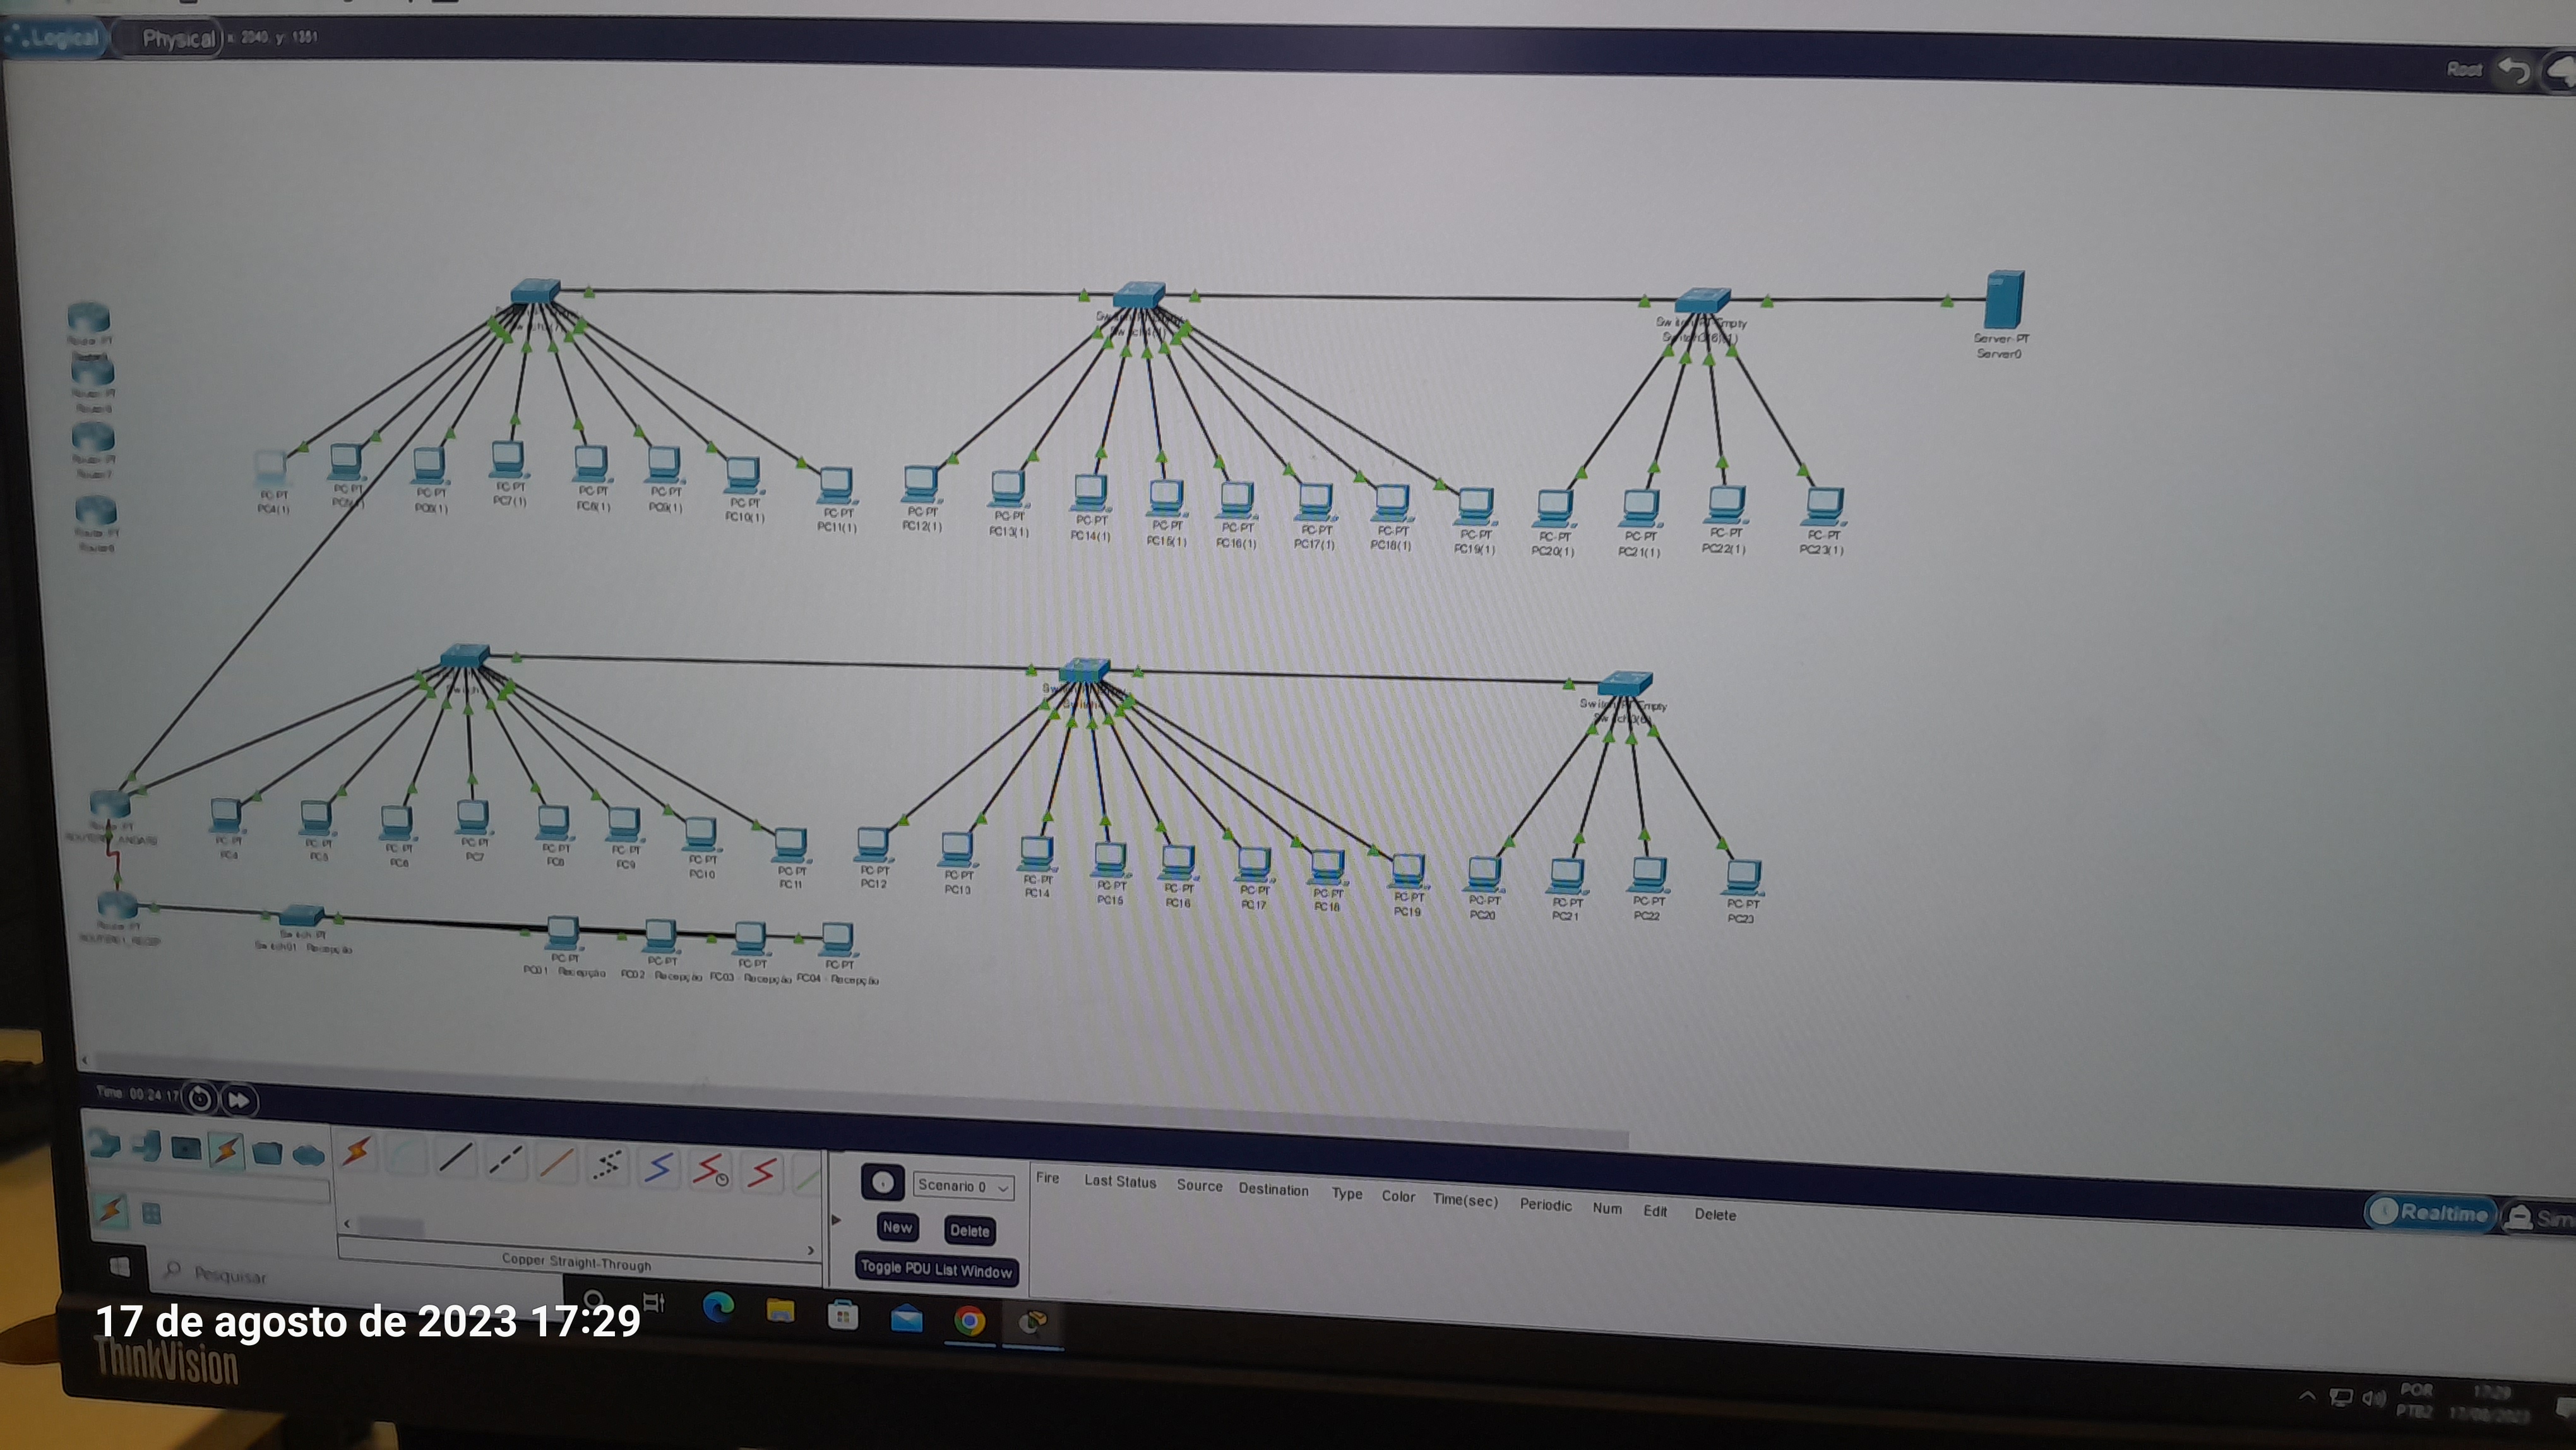 Logical Physical x: 2040, y: 1351
Root
Server-PT
Server0
PC-PT
PC4(1)
PC-PT
PC-PT
PC6(1)
PC-PT
PC7(1)
PC-PT
PC-PT
PC-PT
PC10(1)
PC-PT
PC11(1)
PC-PT
PC12(1)
PC-PT
PC13(1)
PC-PT
PC14(1)
PC-PT
PC15(1)
PC-PT
PC16(1)
PC-PT
PC17(1)
PC-PT
PC18(1)
PC-PT
PC19(1)
PC-PT
PC20(1)
PC-PT
PC21(1)
PC-PT
PC22(1)
PC-PT
PC23(1)
PC-PT
PC4
PC-PT
PC5
PC-PT
PC6
PC-PT
PC7
PC-PT
PC8
PC-PT
PC9
PC-PT
PC10
PC-PT
PC11
PC-PT
PC12
PC-PT
PC13
PC-PT
PC14
PC-PT
PC15
PC-PT
PC16
PC-PT
PC17
PC-PT
PC18
PC-PT
PC19
PC-PT
PC20
PC-PT
PC21
PC-PT
PC22
PC-PT
PC23
Switch-PT
Switch01 - Recepção
PC-PT
PC01 - Recepção
PC-PT
PC02 - Recepção
PC-PT
PC03 - Recepção
PC-PT
PC04 - Recepção
Time: 00:24:17
Scenario 0
New Delete
Toggle PDU List Window
Fire Last Status Source Destination Type Color Time(sec) Periodic Num Edit Delete
Realtime
Copper Straight-Through
Pesquisar
17 de agosto de 2023 17:29
ThinkVision
POR
PTB2
17:29
17/08/2023